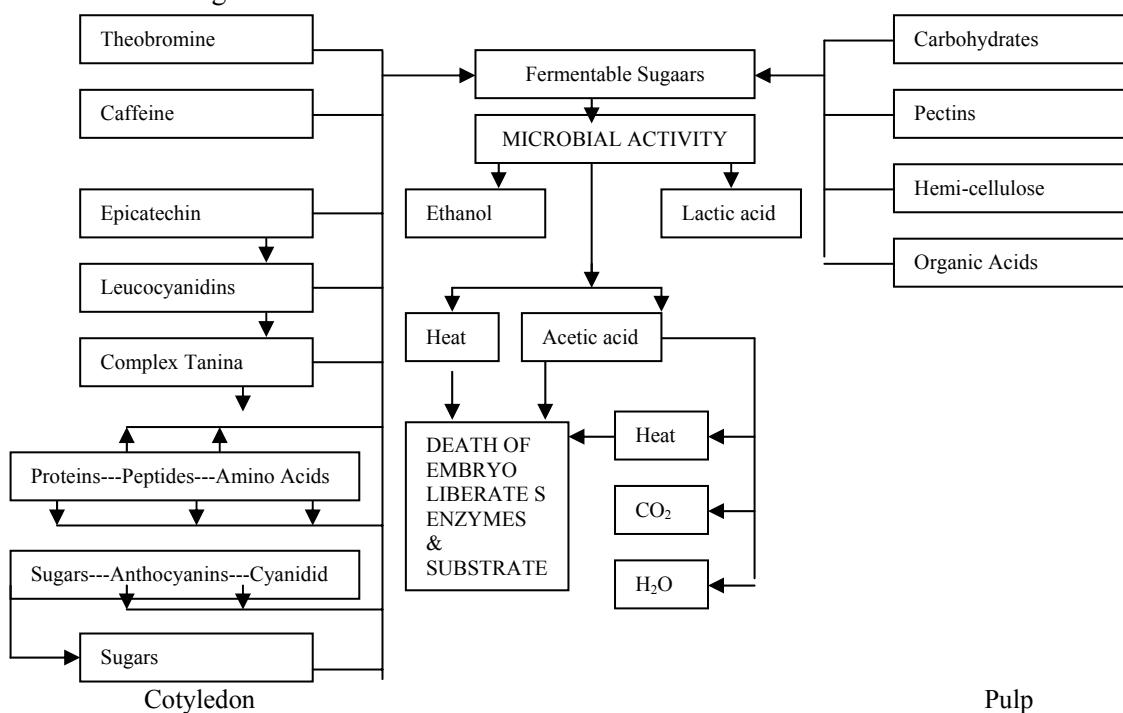 Theobromine
Caffeine
Epicatechin
Leucocyanidins
Complex Tanina
Proteins---Peptides---Amino Acids
Sugars---Anthocyanins---Cyanidid
Sugars
Cotyledon
Fermentable Sugaars
MICROBIAL ACTIVITY
Ethanol
Lactic acid
Heat
Acetic acid
DEATH OF
EMBRYO
LIBERATE S
ENZYMES
&
SUBSTRATE
Heat
CO₂
H₂O
Carbohydrates
Pectins
Hemi-cellulose
Organic Acids
Pulp